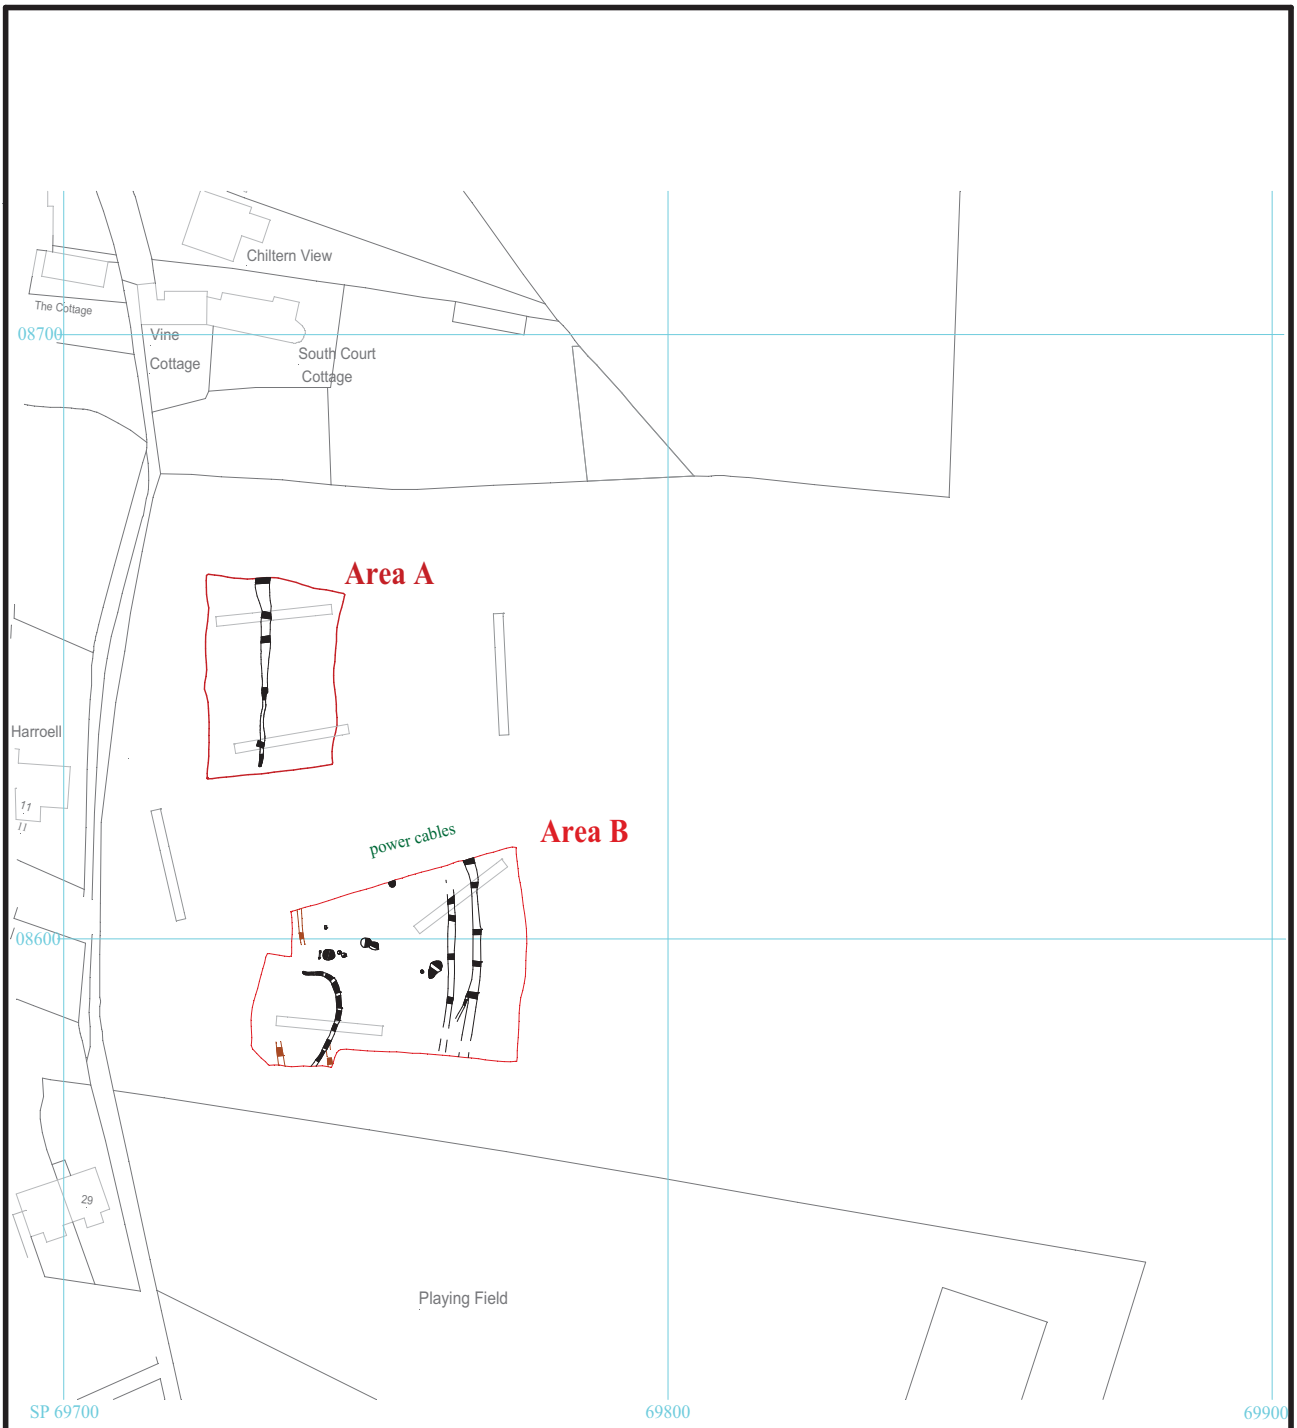 Chiltern View
The Cottage
08700
Vine
Cottage
South Court
Cottage
Area A
Harroell
11
11
power cables
Area B
08600
29
Playing Field
SP 69700
69800
69900